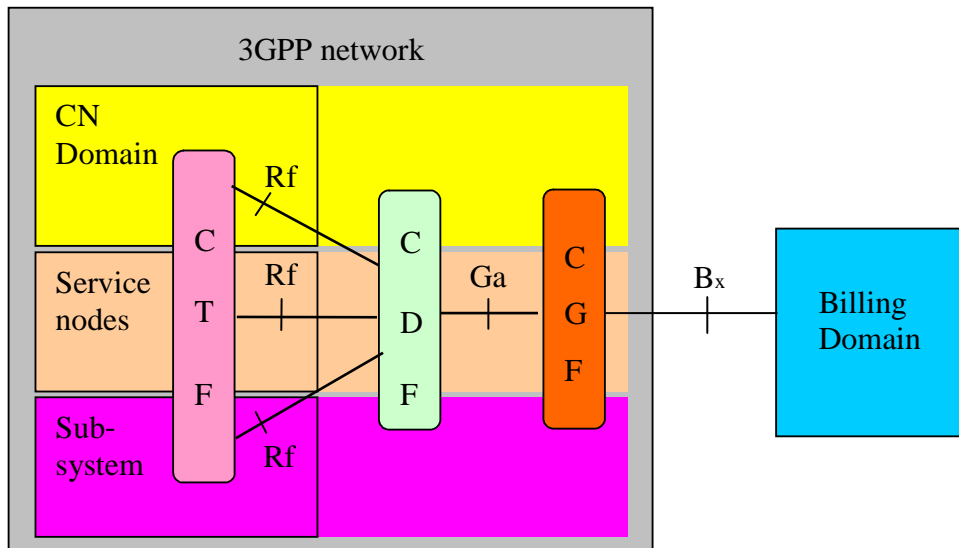 3GPP network
CN
Domain
Rf
C
T
F
Service
nodes
Rf
Sub-
system
Rf
C
D
F
Ga
C
G
F
Bx
Billing
Domain